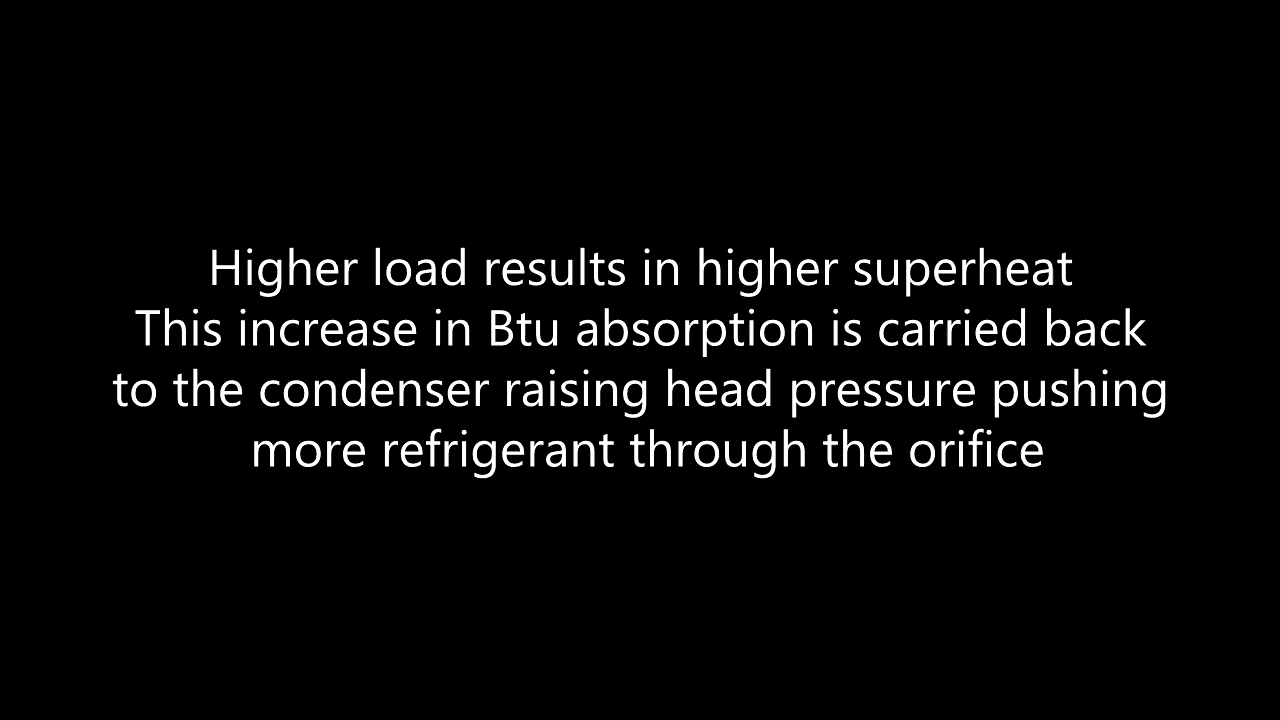 Higher load results in higher superheat
This increase in Btu absorption is carried back
to the condenser raising head pressure pushing
more refrigerant through the orifice